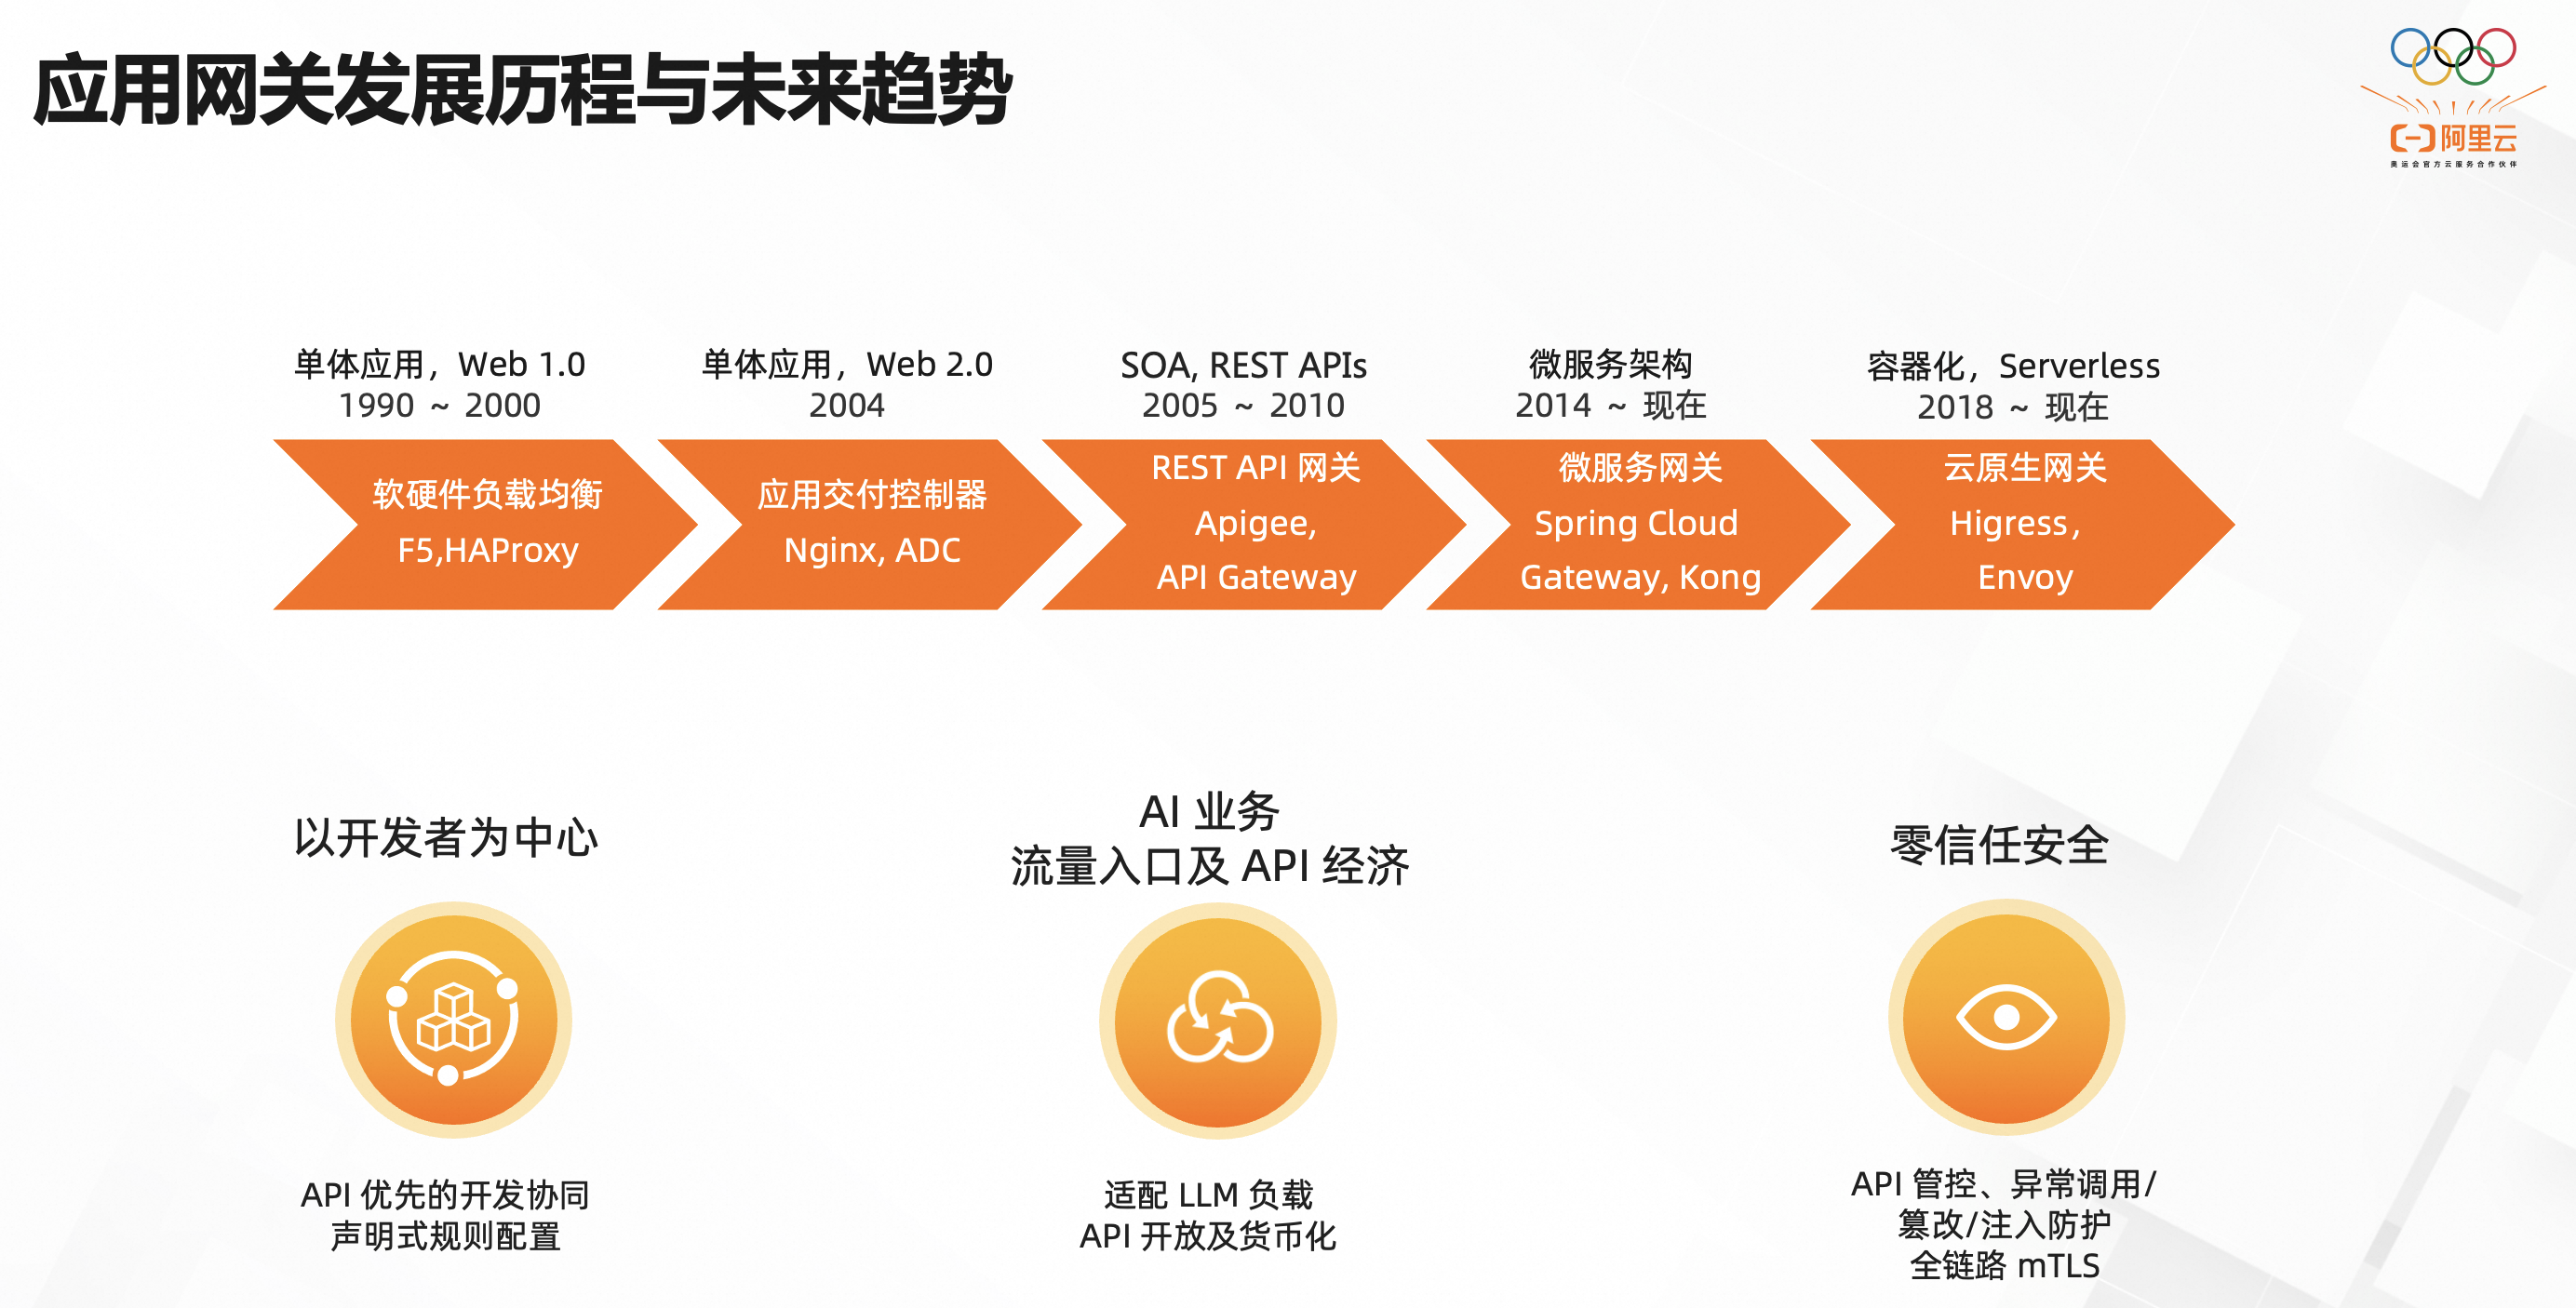 应用网关发展历程与未来趋势
阿里云
奥运会官方云服务合作伙伴
单体应用，Web 1.0
1990 ~ 2000
单体应用，Web 2.0
2004
SOA, REST APIs
2005 ~ 2010
微服务架构
2014 ~ 现在
容器化，Serverless
2018 ~ 现在
软硬件负载均衡
F5,HAProxy
应用交付控制器
Nginx, ADC
REST API 网关
Apigee,
API Gateway
微服务网关
Spring Cloud
Gateway, Kong
云原生网关
Higress,
Envoy
以开发者为中心
API 优先的开发协同
声明式规则配置
AI 业务
流量入口及 API 经济
适配 LLM 负载
API 开放及货币化
零信任安全
API 管控、异常调用/
篡改/注入防护
全链路 mTLS